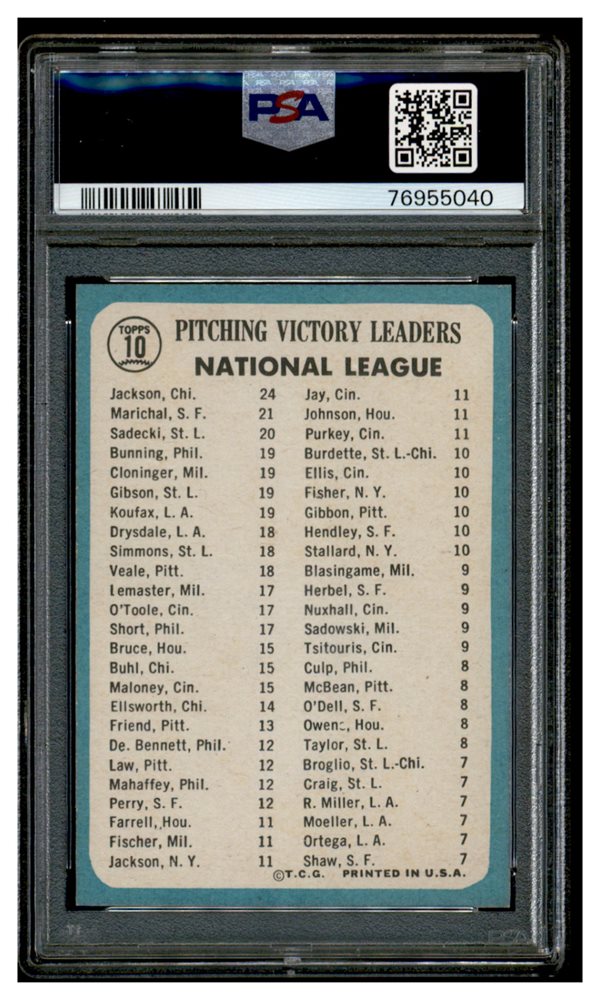 PSA
76955040
TOPPS
10
PITCHING VICTORY LEADERS
NATIONAL LEAGUE
Jackson, Chi. 24
Marichal, S. F. 21
Sadecki, St. L. 20
Bunning, Phil. 19
Cloninger, Mil. 19
Gibson, St. L. 19
Koufax, L. A. 19
Drysdale, L. A. 18
Simmons, St. L. 18
Veale, Pitt. 18
Lemaster, Mil. 17
O'Toole, Cin. 17
Short, Phil. 17
Bruce, Hou. 15
Buhl, Chi. 15
Maloney, Cin. 15
Ellsworth, Chi. 14
Friend, Pitt. 13
De. Bennett, Phil. 12
Law, Pitt. 12
Mahaffey, Phil. 12
Perry, S. F. 12
Farrell, Hou. 11
Fischer, Mil. 11
Jackson, N. Y. 11
Jay, Cin. 11
Johnson, Hou. 11
Purkey, Cin. 11
Burdette, St. L.-Chi. 10
Ellis, Cin. 10
Fisher, N. Y. 10
Gibbon, Pitt. 10
Hendley, S. F. 10
Stallard, N. Y. 10
Blasingame, Mil. 9
Herbel, S. F. 9
Nuxhall, Cin. 9
Sadowski, Mil. 9
Tsitouris, Cin. 9
Culp, Phil. 8
McBean, Pitt. 8
O'Dell, S. F. 8
Owens, Hou. 8
Taylor, St. L. 8
Broglio, St. L.-Chi. 7
Craig, St. L. 7
R. Miller, L. A. 7
Moeller, L. A. 7
Ortega, L. A. 7
Shaw, S. F. 7
©T.C.G. PRINTED IN U.S.A.
PSA